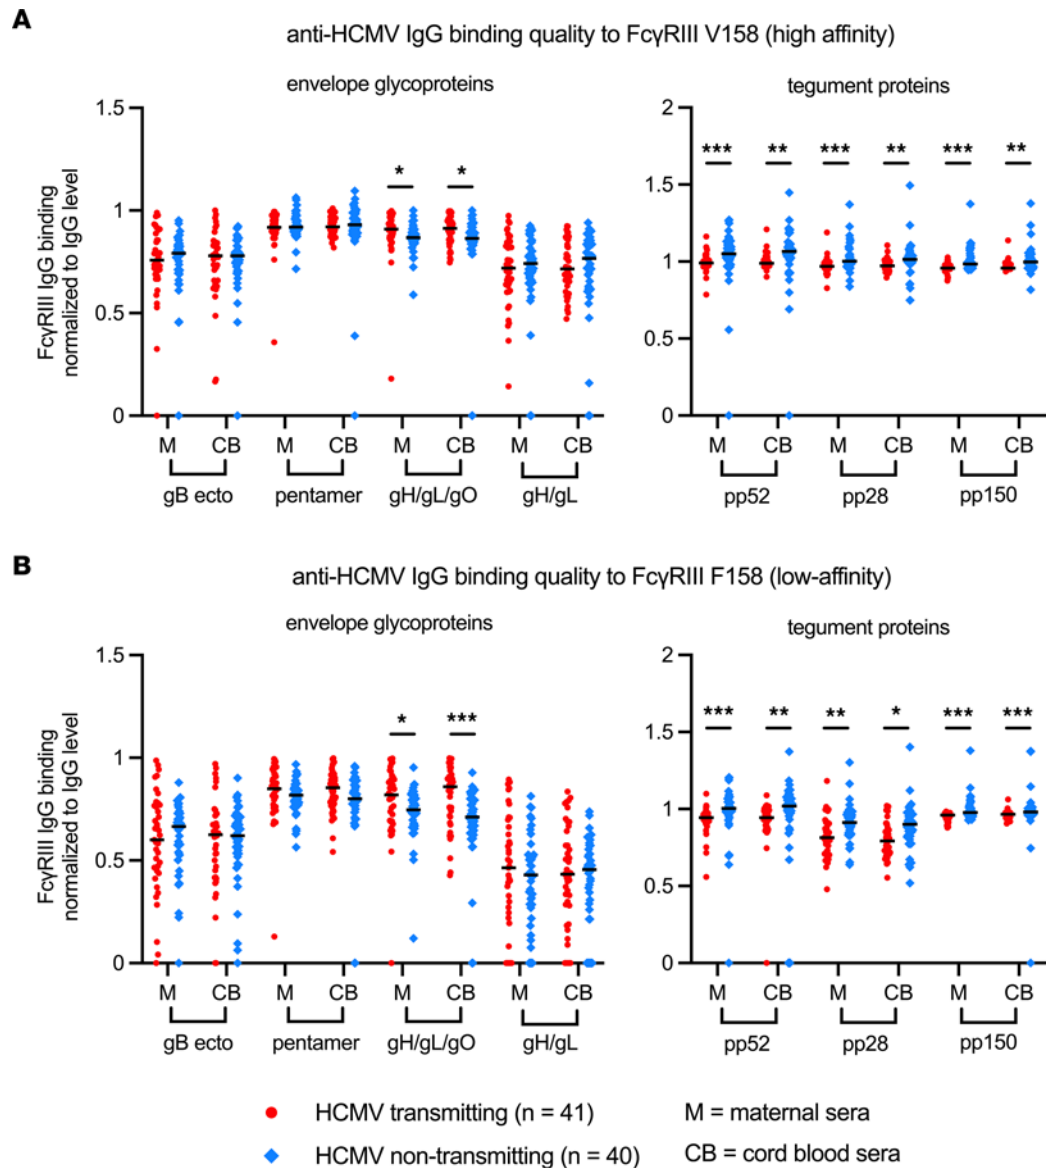 A
anti-HCMV IgG binding quality to FcγRIII V158 (high affinity)
envelope glycoproteins
tegument proteins
FcγRIII IgG binding
normalized to IgG level
1.5
1
0.5
0
* *
M CB M CB M CB M CB
gB ecto pentamer gH/gL/gO gH/gL
2
1.5
1
0.5
0
*** ** *** ** *** **
M CB M CB M CB
pp52 pp28 pp150
B
anti-HCMV IgG binding quality to FcγRIII F158 (low-affinity)
envelope glycoproteins
tegument proteins
FcγRIII IgG binding
normalized to IgG level
1.5
1
0.5
0
* ***
M CB M CB M CB M CB
gB ecto pentamer gH/gL/gO gH/gL
2
1.5
1
0.5
0
*** ** ** * *** ***
M CB M CB M CB
pp52 pp28 pp150
HCMV transmitting (n = 41)
M = maternal sera
HCMV non-transmitting (n = 40)
CB = cord blood sera